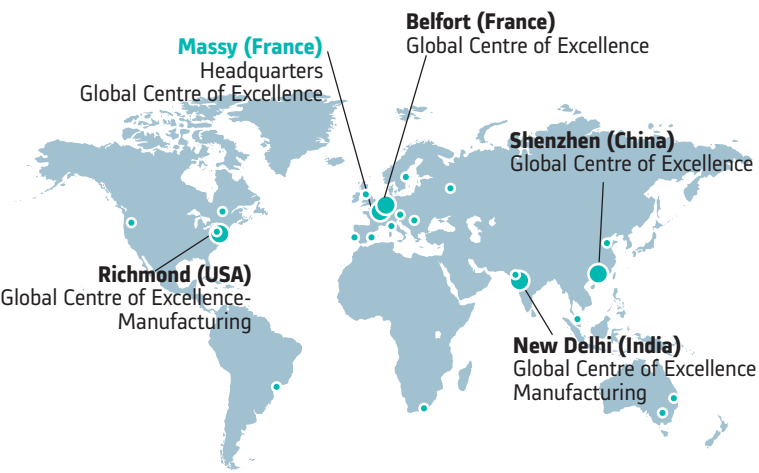 Belfort (France)
Global Centre of Excellence
Massy (France)
Headquarters
Global Centre of Excellence
Shenzhen (China)
Global Centre of Excellence
Richmond (USA)
Global Centre of Excellence-
Manufacturing
New Delhi (India)
Global Centre of Excellence
Manufacturing